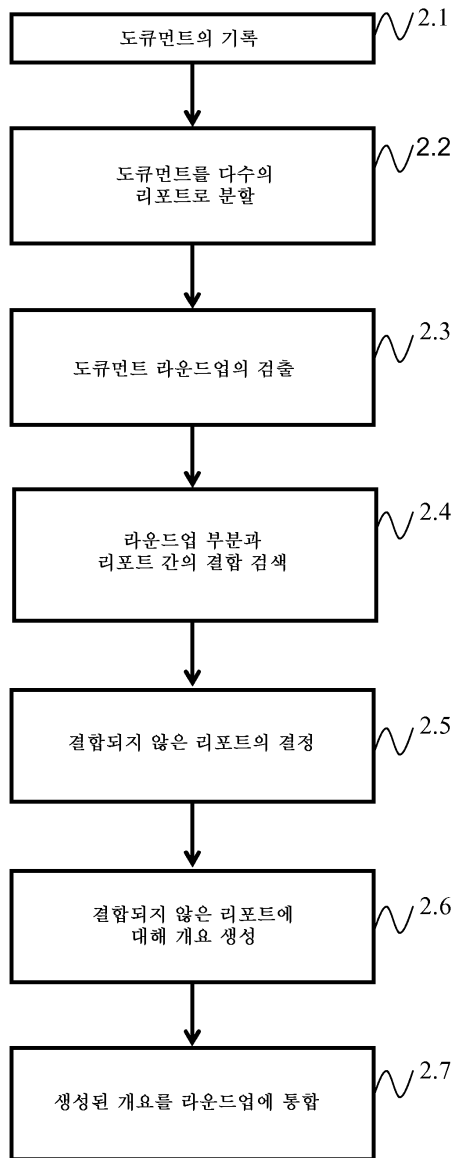 도큐먼트의 기록
2.1
도큐먼트를 다수의
리포트로 분할
2.2
도큐먼트 라운드업의 검출
2.3
라운드업 부분과
리포트 간의 결합 검색
2.4
결합되지 않은 리포트의 결정
2.5
결합되지 않은 리포트에
대해 개요 생성
2.6
생성된 개요를 라운드업에 통합
2.7